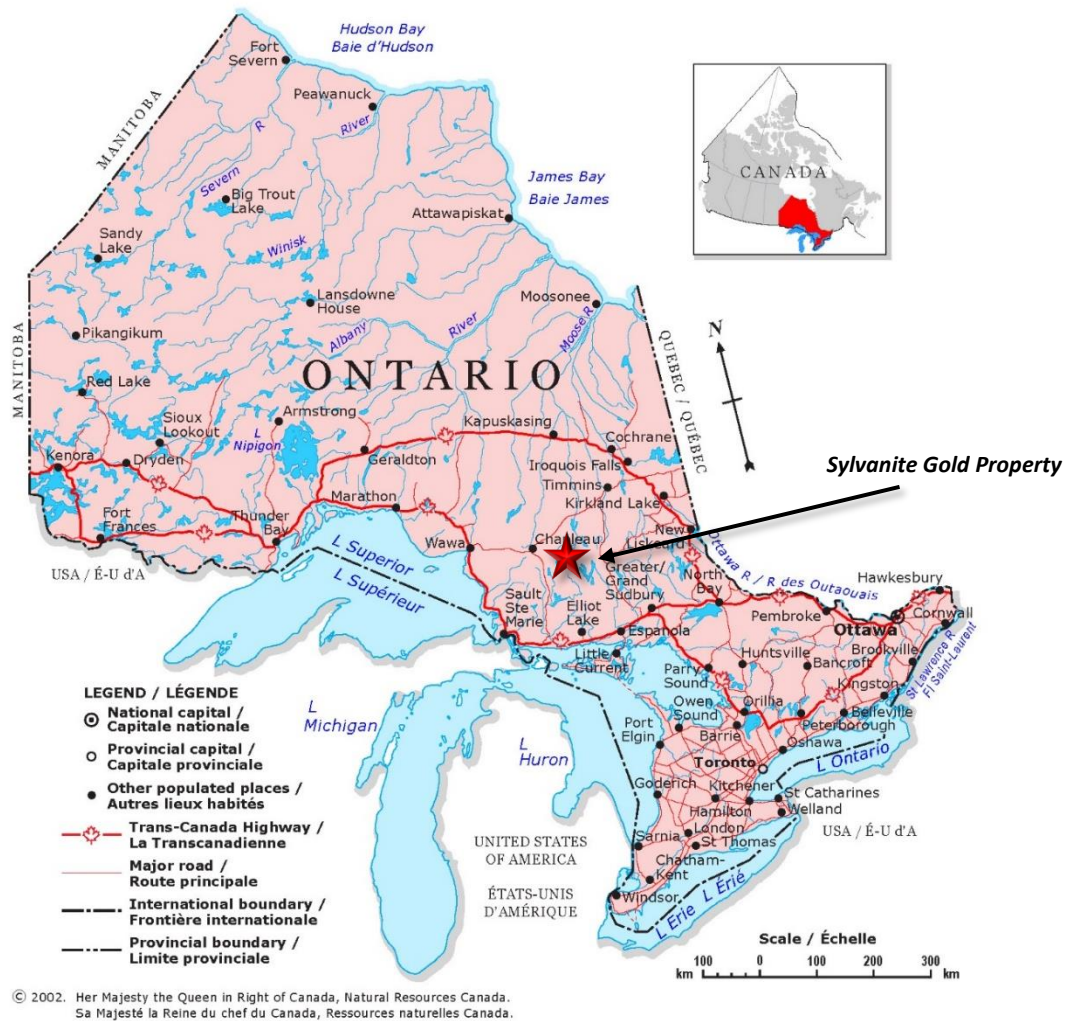 Hudson Bay
Baie d'Hudson
Fort
Severn
Peawanuck
MANITOBA
River
R
Severn
Big Trout
Lake
James Bay
Baie James
CANADA
Attawapiskat
Sandy
Lake
Winisk
Lansdowne
House
Moosonee
Albany
River
Moose R
Pikangikum
MANITOBA
N
QUEBEC / QUÉBEC
ONTARIO
Red Lake
Armstrong
Sioux
Lookout
L
Nipigon
Kapuskasing
Cochrane
Kenora
Dryden
Geraldton
Iroquois Falls
Timmins
Kirkland Lake
Sylvanite Gold Property
Marathon
Fort
Frances
Thunder
Bay
Wawa
New
Liskeard
Ottawa R / R des Outaouais
USA / É-U d'A
L Superior
L Supérieur
Greater/
Grand
Sudbury
North
Bay
Hawkesbury
Sault
Ste
Marie
Elliot
Lake
Pembroke
Cornwall
Ottawa
Espanola
Little
Current
Huntsville
Brockville
St Lawrence R
Fl Saint-Laurent
Parry
Sound
Bancroft
Kingston
LEGEND / LÉGENDE
National capital /
Capitale nationale
Provincial capital /
Capitale provinciale
Other populated places /
Autres lieux habités
Trans-Canada Highway /
La Transcanadienne
Major road /
Route principale
International boundary /
Frontière internationale
Provincial boundary /
Limite provinciale
L
Michigan
L
Huron
Owen
Sound
Orillia
Belleville
Port
Elgin
Barrie
Peterborough
Oshawa
Toronto
L Ontario
Goderich
Kitchener
St Catharines
Hamilton
Welland
UNITED STATES
OF AMERICA
ÉTATS-UNIS
D'AMÉRIQUE
USA / É-U d'A
Sarnia
London
St Thomas
Chatham-
Kent
Windsor
L Erie L Érié
Scale / Échelle
km 100 0 100 200 300 km
© 2002. Her Majesty the Queen in Right of Canada, Natural Resources Canada.
Sa Majesté la Reine du chef du Canada, Ressources naturelles Canada.